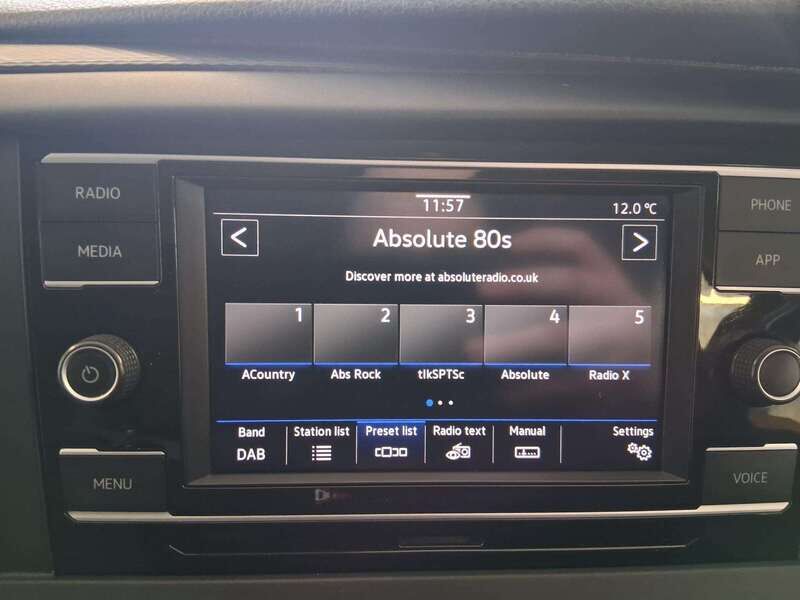 RADIO
MEDIA
MENU
11:57
12.0 °C
<
Absolute 80s
>
Discover more at absoluteradio.co.uk
1 2 3 4 5
ACountry Abs Rock tlkSPTSc Absolute Radio X
Band Station list Preset list Radio text Manual Settings
DAB
PHONE
APP
VOICE